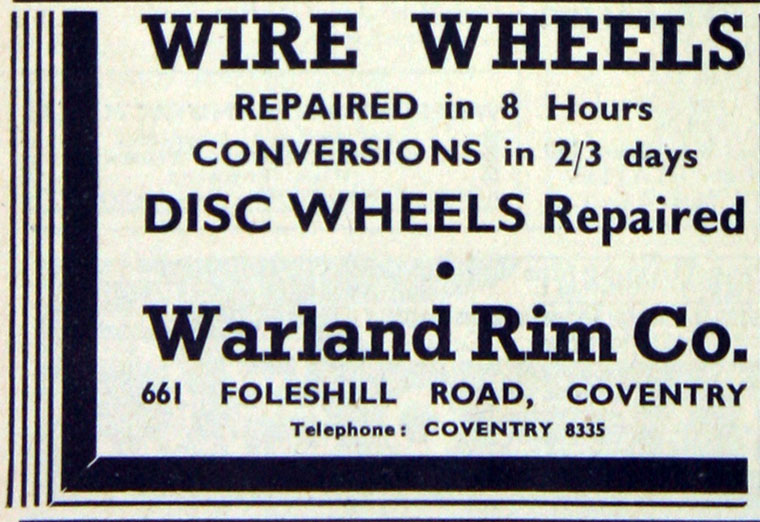 WIRE WHEELS
REPAIRED in 8 Hours
CONVERSIONS in 2/3 days
DISC WHEELS Repaired
Warland Rim Co.
661 FOLESHILL ROAD, COVENTRY
Telephone: COVENTRY 8335